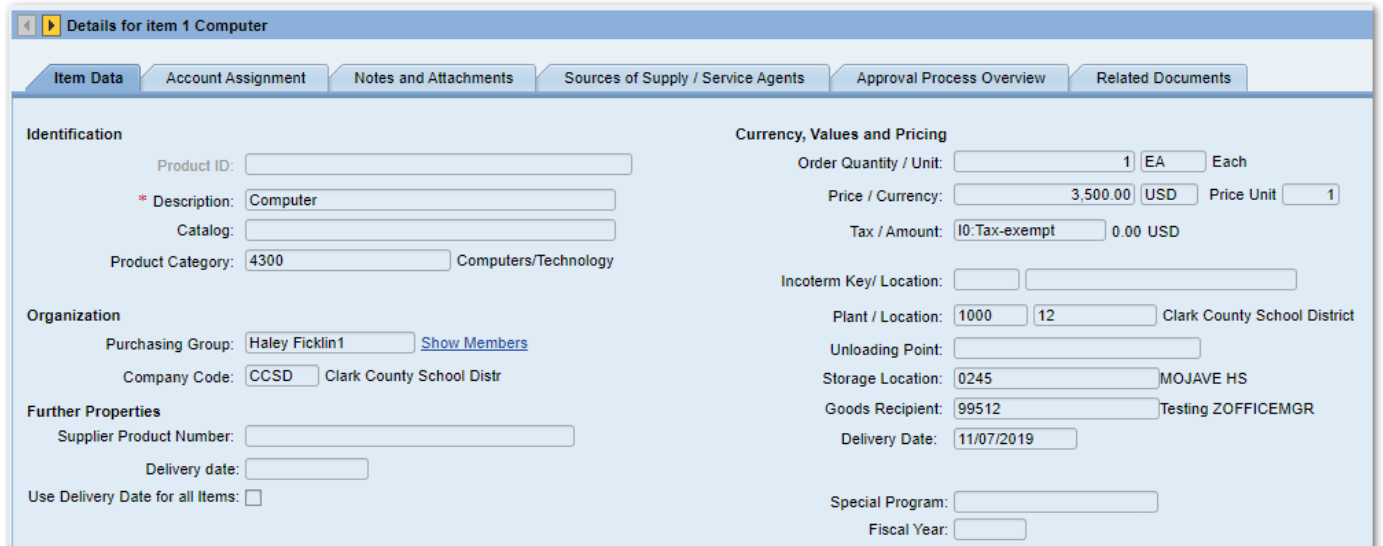 Details for item 1 Computer
Item Data Account Assignment Notes and Attachments Sources of Supply / Service Agents Approval Process Overview Related Documents
Identification
Product ID:
* Description: Computer
Catalog:
Product Category: 4300 Computers/Technology
Organization
Purchasing Group: Haley Ficklin1 Show Members
Company Code: CCSD Clark County School Distr
Further Properties
Supplier Product Number:
Delivery date:
Use Delivery Date for all Items:
Currency, Values and Pricing
Order Quantity / Unit: 1 EA Each
Price / Currency: 3,500.00 USD Price Unit 1
Tax / Amount: I0:Tax-exempt 0.00 USD
Incoterm Key/ Location:
Plant / Location: 1000 12 Clark County School District
Unloading Point:
Storage Location: 0245 MOJAVE HS
Goods Recipient: 99512 Testing ZOFFICEMGR
Delivery Date: 11/07/2019
Special Program:
Fiscal Year: